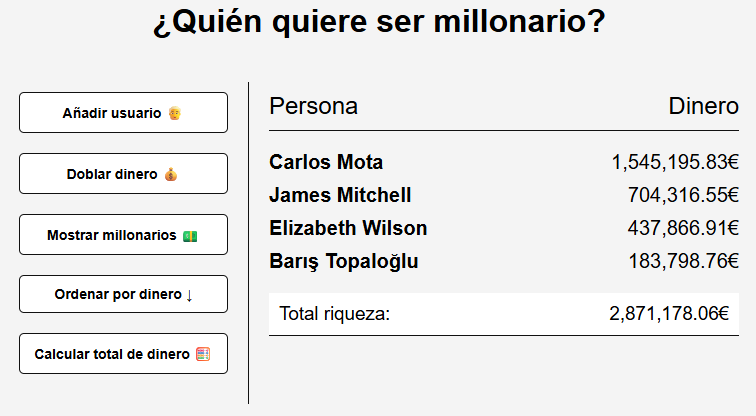 ¿Quién quiere ser millonario?
Añadir usuario
Doblar dinero
Mostrar millonarios
Ordenar por dinero ↓
Calcular total de dinero
Persona Dinero
Carlos Mota 1,545,195.83€
James Mitchell 704,316.55€
Elizabeth Wilson 437,866.91€
Barış Topaloğlu 183,798.76€
Total riqueza: 2,871,178.06€